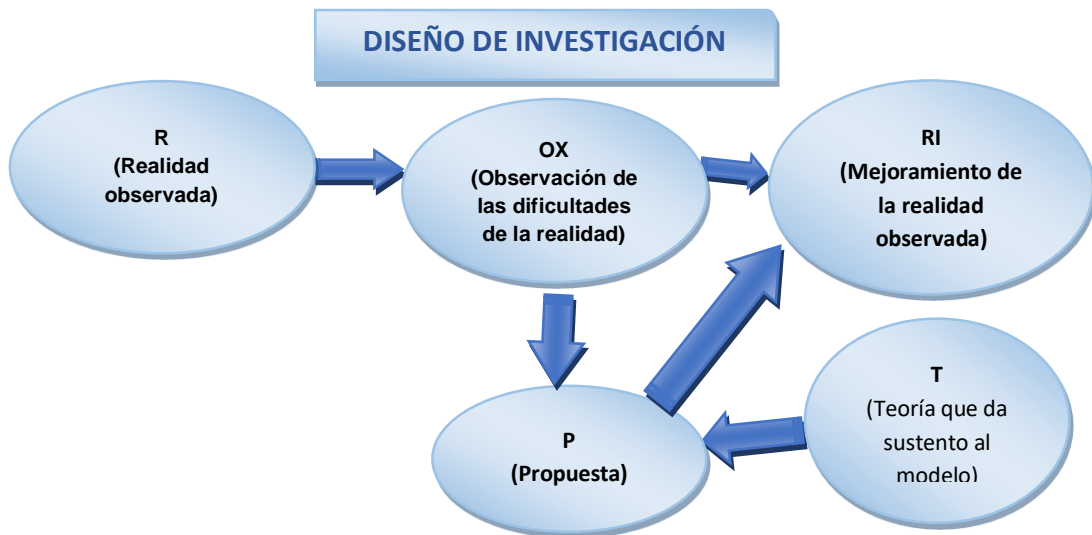 DISEÑO DE INVESTIGACIÓN
R
(Realidad
observada)
OX
(Observación de
las dificultades
de la realidad)
RI
(Mejoramiento de
la realidad
observada)
P
(Propuesta)
T
(Teoría que da
sustento al
modelo)